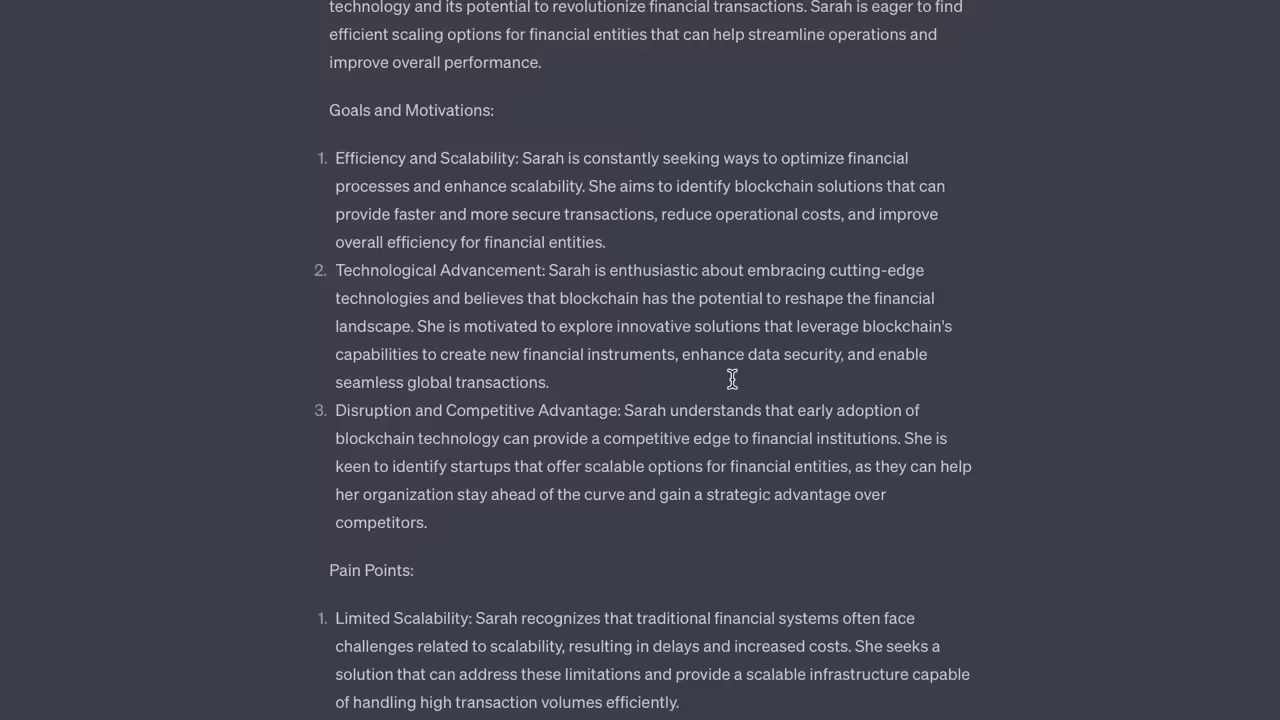 technology and its potential to revolutionize financial transactions. Sarah is eager to find
efficient scaling options for financial entities that can help streamline operations and
improve overall performance.
Goals and Motivations:
1. Efficiency and Scalability: Sarah is constantly seeking ways to optimize financial
processes and enhance scalability. She aims to identify blockchain solutions that can
provide faster and more secure transactions, reduce operational costs, and improve
overall efficiency for financial entities.
2. Technological Advancement: Sarah is enthusiastic about embracing cutting-edge
technologies and believes that blockchain has the potential to reshape the financial
landscape. She is motivated to explore innovative solutions that leverage blockchain's
capabilities to create new financial instruments, enhance data security, and enable
seamless global transactions.
3. Disruption and Competitive Advantage: Sarah understands that early adoption of
blockchain technology can provide a competitive edge to financial institutions. She is
keen to identify startups that offer scalable options for financial entities, as they can help
her organization stay ahead of the curve and gain a strategic advantage over
competitors.
Pain Points:
1. Limited Scalability: Sarah recognizes that traditional financial systems often face
challenges related to scalability, resulting in delays and increased costs. She seeks a
solution that can address these limitations and provide a scalable infrastructure capable
of handling high transaction volumes efficiently.